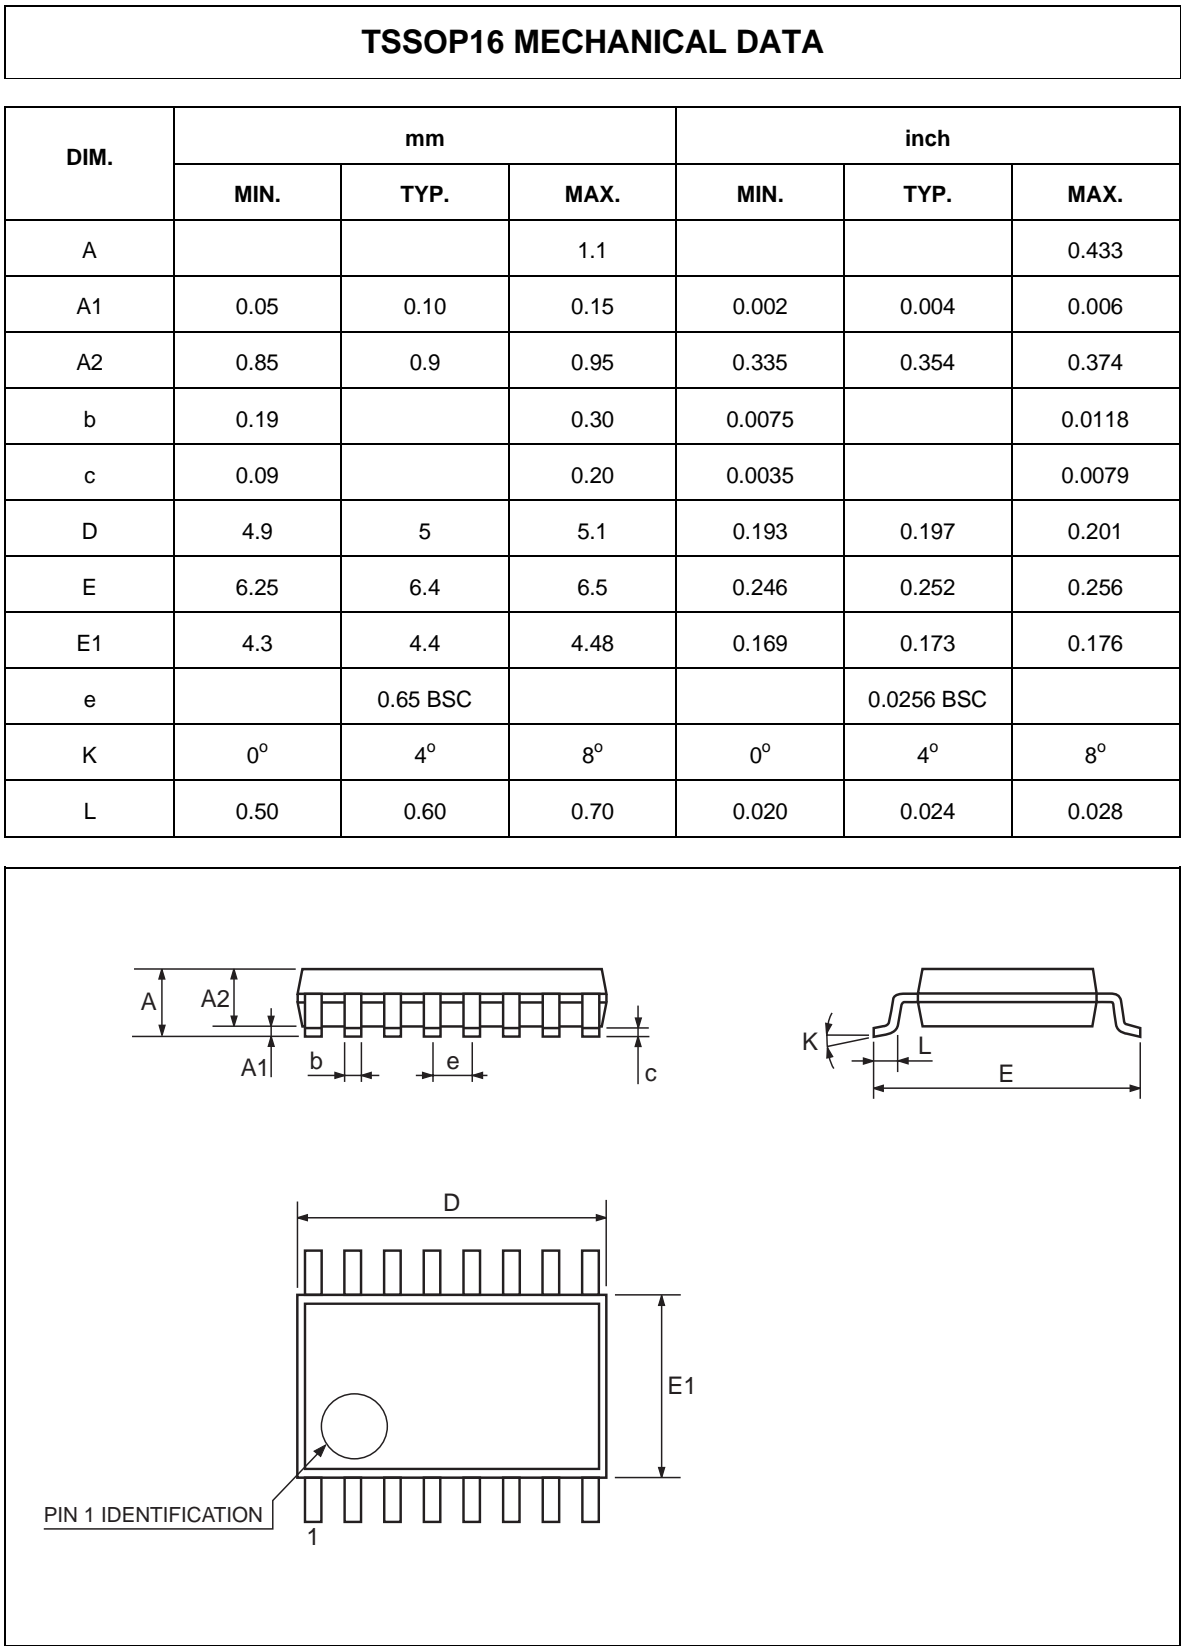 TSSOP16 MECHANICAL DATA
DIM. mm inch
MIN. TYP. MAX. MIN. TYP. MAX.
A 1.1 0.433
A1 0.05 0.10 0.15 0.002 0.004 0.006
A2 0.85 0.9 0.95 0.335 0.354 0.374
b 0.19 0.30 0.0075 0.0118
c 0.09 0.20 0.0035 0.0079
D 4.9 5 5.1 0.193 0.197 0.201
E 6.25 6.4 6.5 0.246 0.252 0.256
E1 4.3 4.4 4.48 0.169 0.173 0.176
e 0.65 BSC 0.0256 BSC
K 0° 4° 8° 0° 4° 8°
L 0.50 0.60 0.70 0.020 0.024 0.028
A A2
A1 b e c
K L
E
D
E1
PIN 1 IDENTIFICATION
1